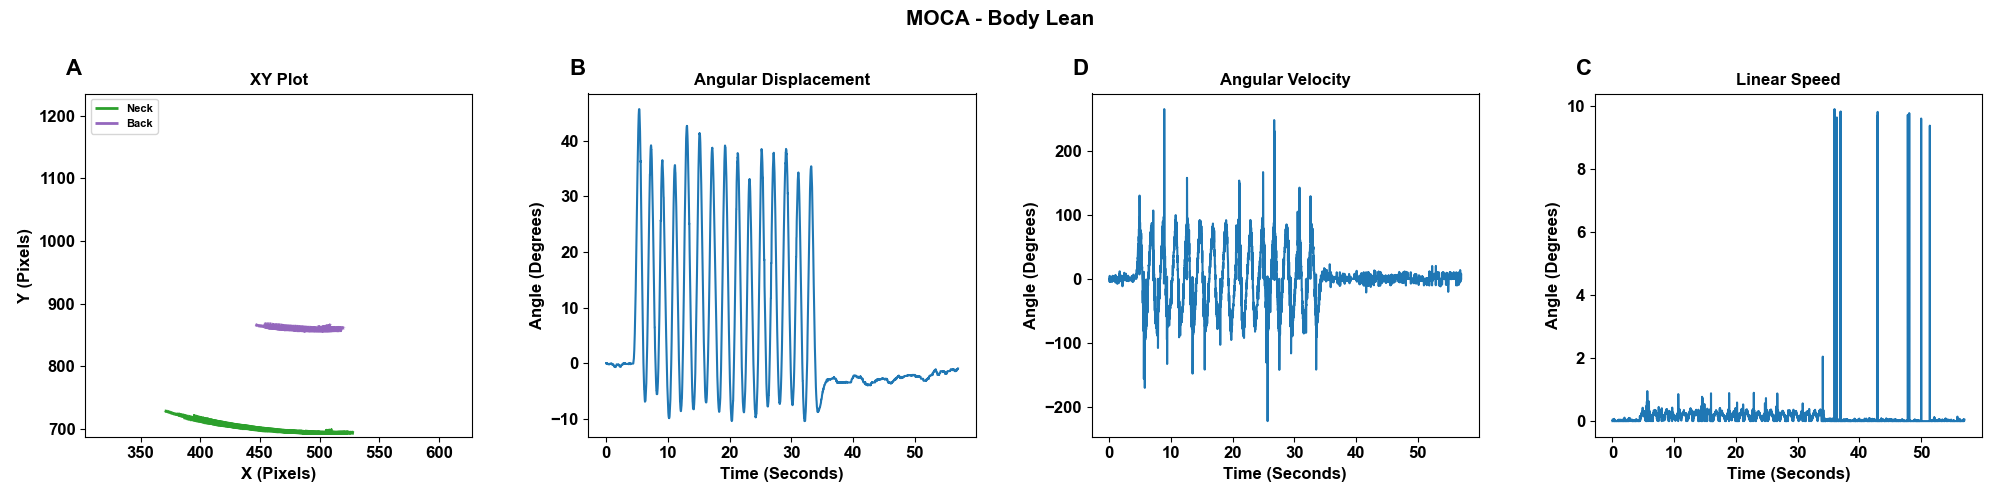 MOCA - Body Lean
A
XY Plot
Neck
Back
1200
1100
1000
900
800
700
Y (Pixels)
350 400 450 500 550 600
X (Pixels)
B
Angular Displacement
40
30
20
10
0
−10
Angle (Degrees)
0 10 20 30 40 50
Time (Seconds)
D
Angular Velocity
200
100
0
−100
−200
Angle (Degrees)
0 10 20 30 40 50
Time (Seconds)
C
Linear Speed
10
8
6
4
2
0
Angle (Degrees)
0 10 20 30 40 50
Time (Seconds)